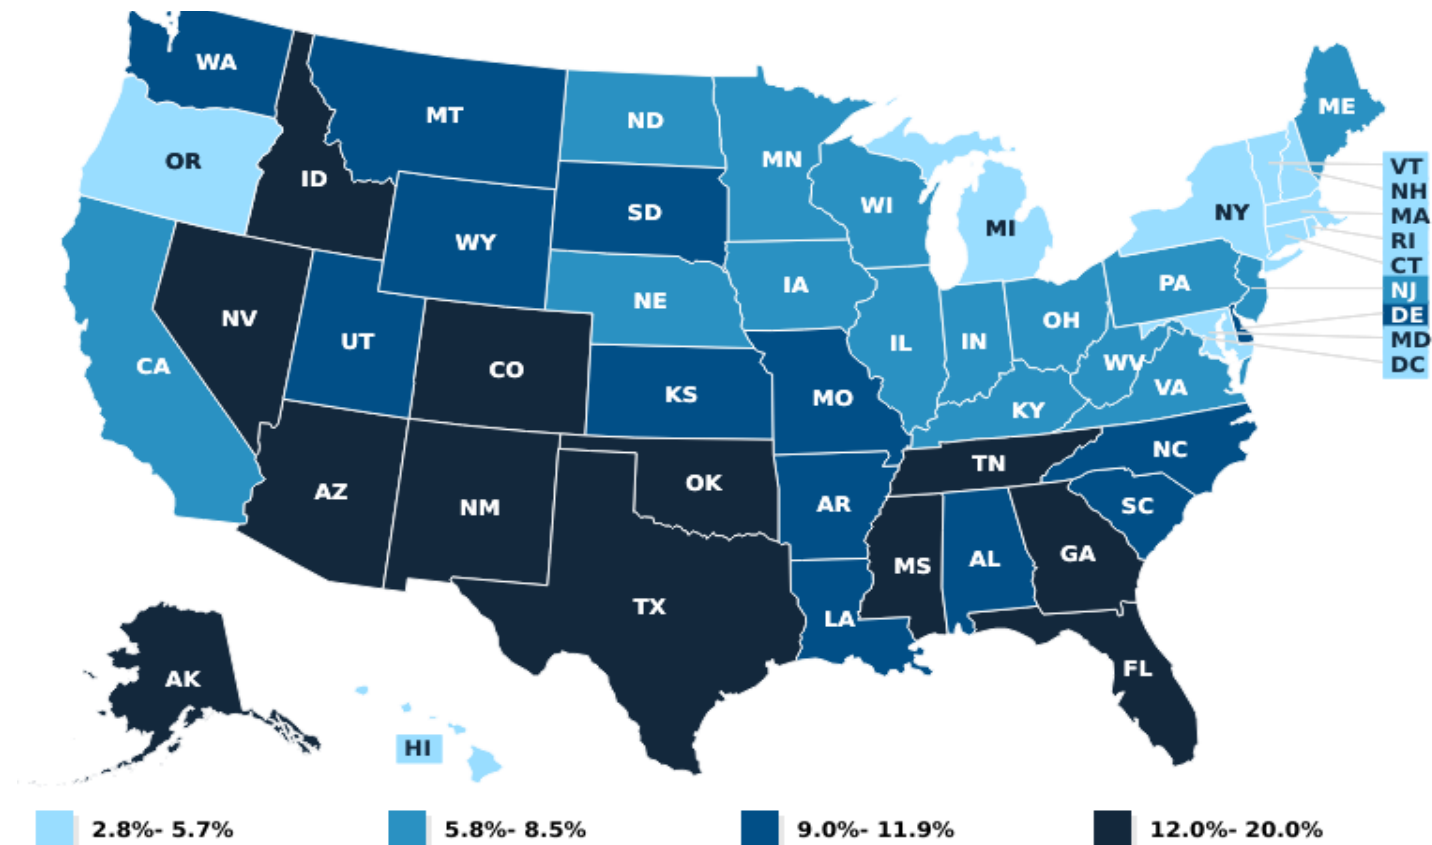 WA
MT
ND
ME
MN
OR
VT
ID
NH
WI
SD
NY
MA
MI
RI
WY
CT
PA
IA
NJ
NE
DE
NV
OH
UT
IL
IN
MD
CA
WV
DC
CO
VA
KS
MO
KY
NC
TN
OK
AZ
AR
SC
NM
GA
AL
MS
TX
LA
FL
AK
HI
2.8%- 5.7% 5.8%- 8.5% 9.0%- 11.9% 12.0%- 20.0%